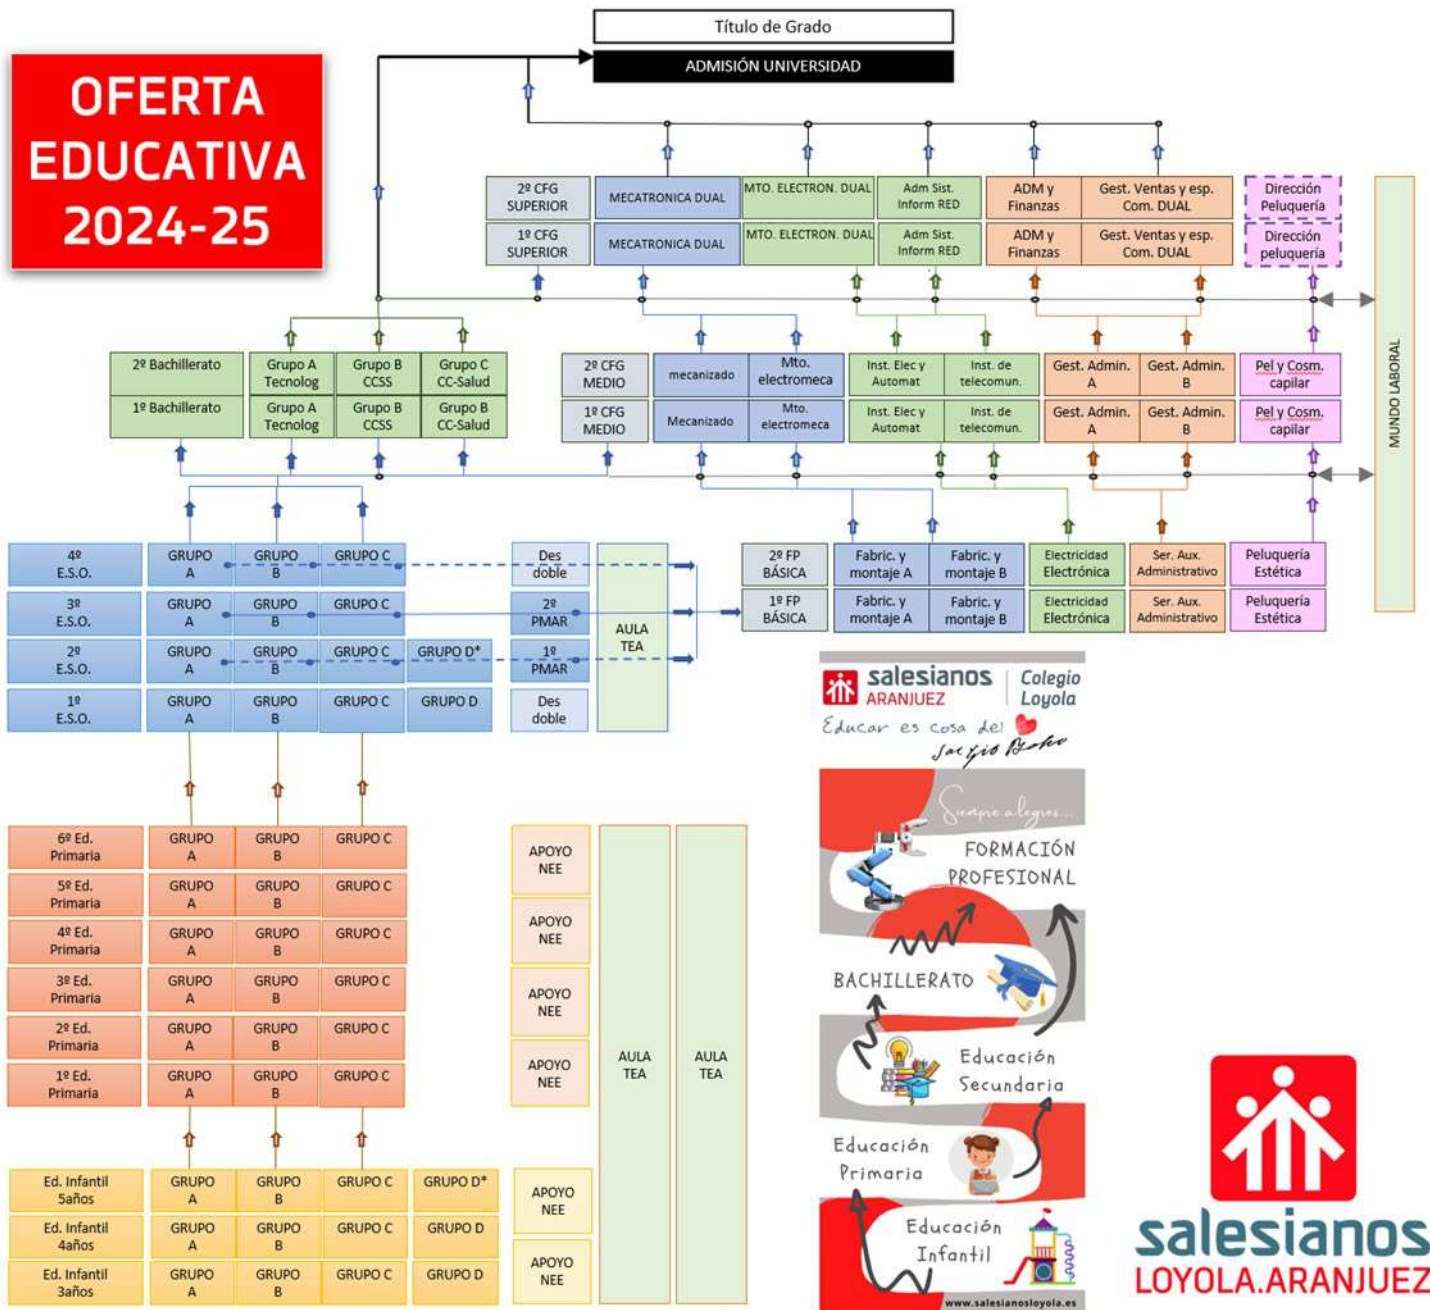 Título de Grado
ADMISIÓN UNIVERSIDAD
OFERTA
EDUCATIVA
2024-25
2º CFG
SUPERIOR
MECATRONICA DUAL
MTO. ELECTRON. DUAL
Adm Sist.
Inform RED
ADM y
Finanzas
Gest. Ventas y esp.
Com. DUAL
Dirección
Peluquería
1º CFG
SUPERIOR
MECATRONICA DUAL
MTO. ELECTRON. DUAL
Adm Sist.
Inform RED
ADM y
Finanzas
Gest. Ventas y esp.
Com. DUAL
Dirección
peluquería
2º Bachillerato
Grupo A
Tecnolog
Grupo B
CCSS
Grupo C
CC-Salud
2º CFG
MEDIO
mecanizado
Mto.
electromeca
Inst. Elec y
Automat
Inst. de
telecomun.
Gest. Admin.
A
Gest. Admin.
B
Pel y Cosm.
capilar
1º Bachillerato
Grupo A
Tecnolog
Grupo B
CCSS
Grupo B
CC-Salud
1º CFG
MEDIO
Mecanizado
Mto.
electromeca
Inst. Elec y
Automat
Inst. de
telecomun.
Gest. Admin.
A
Gest. Admin.
B
Pel y Cosm.
capilar
MUNDO LABORAL
4º
E.S.O.
GRUPO
A
GRUPO
B
GRUPO C
Des
doble
3º
E.S.O.
GRUPO
A
GRUPO
B
GRUPO C
2º
PMAR
2º
E.S.O.
GRUPO
A
GRUPO
B
GRUPO C
GRUPO D*
1º
PMAR
1º
E.S.O.
GRUPO
A
GRUPO
B
GRUPO C
GRUPO D
Des
doble
AULA
TEA
2º FP
BÁSICA
Fabric. y
montaje A
Fabric. y
montaje B
Electricidad
Electrónica
Ser. Aux.
Administrativo
Peluquería
Estética
1º FP
BÁSICA
Fabric. y
montaje A
Fabric. y
montaje B
Electricidad
Electrónica
Ser. Aux.
Administrativo
Peluquería
Estética
6º Ed.
Primaria
GRUPO
A
GRUPO
B
GRUPO C
5º Ed.
Primaria
GRUPO
A
GRUPO
B
GRUPO C
4º Ed.
Primaria
GRUPO
A
GRUPO
B
GRUPO C
3º Ed.
Primaria
GRUPO
A
GRUPO
B
GRUPO C
2º Ed.
Primaria
GRUPO
A
GRUPO
B
GRUPO C
1º Ed.
Primaria
GRUPO
A
GRUPO
B
GRUPO C
APOYO
NEE
APOYO
NEE
APOYO
NEE
APOYO
NEE
AULA
TEA
AULA
TEA
Ed. Infantil
5años
GRUPO
A
GRUPO
B
GRUPO C
GRUPO D*
Ed. Infantil
4años
GRUPO
A
GRUPO
B
GRUPO C
GRUPO D
Ed. Infantil
3años
GRUPO
A
GRUPO
B
GRUPO C
GRUPO D
APOYO
NEE
APOYO
NEE
salesianos
ARANJUEZ
Colegio
Loyola
Educar es cosa del
Siempre alegres...
FORMACIÓN
PROFESIONAL
BACHILLERATO
Educación
Secundaria
Educación
Primaria
Educación
Infantil
www.salesianosloyola.es
salesianos
LOYOLA.ARANJUEZ